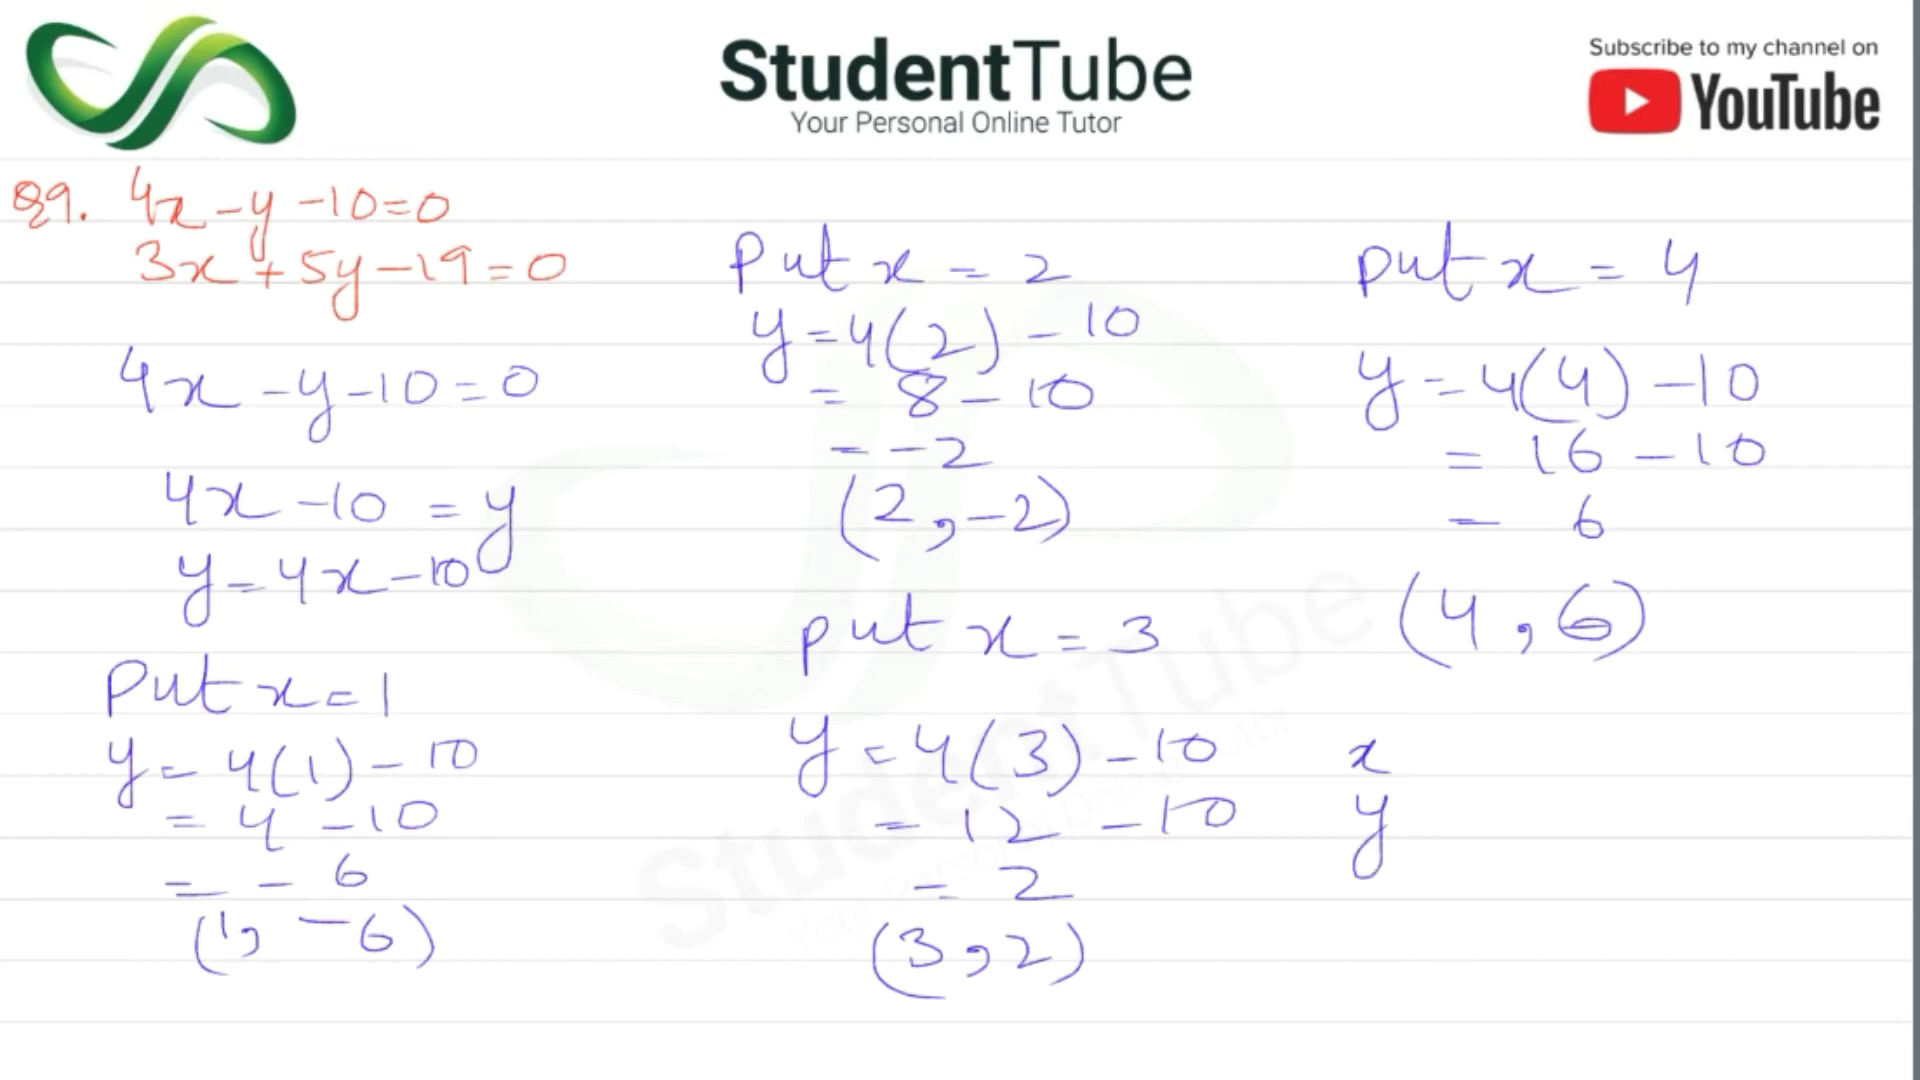 StudentTube
Your Personal Online Tutor
Subscribe to my channel on
YouTube
Q9. 4x-y-10=0
3x+5y-19=0
4x-y-10=0
4x-10=y
y=4x-10
Put x=1
y=4(1)-10
=4-10
=-6
(1,-6)
Put x=2
y=4(2)-10
=8-10
=-2
(2,-2)
put x=3
y=4(3)-10
=12-10
=2
(3,2)
put x=4
y=4(4)-10
=16-10
=6
(4,6)
x
y
StudentTube